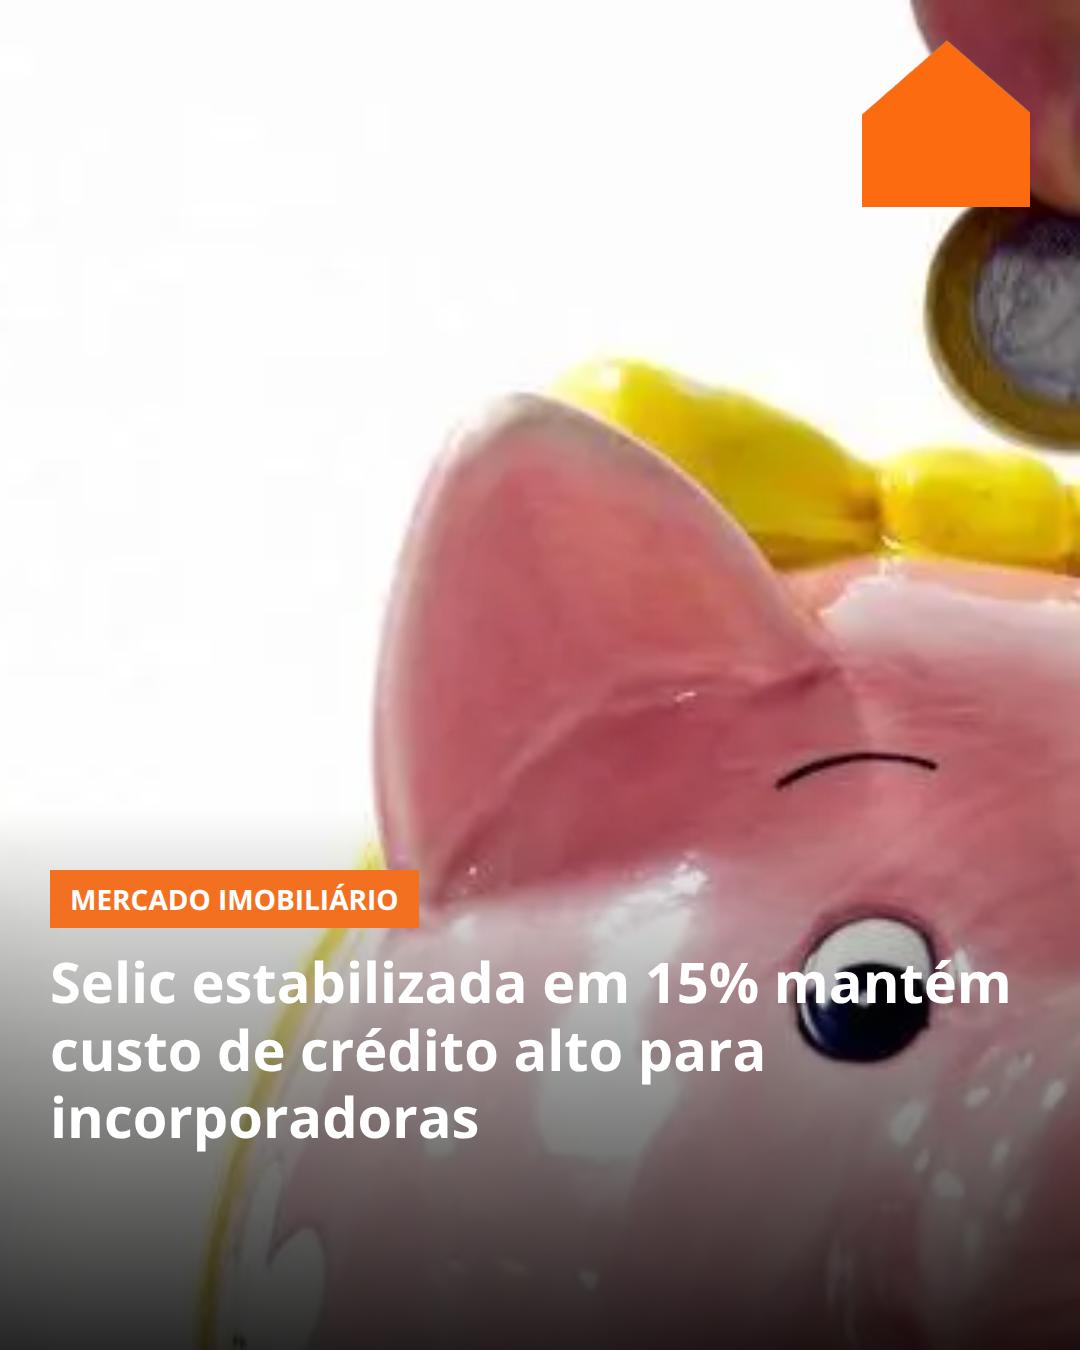 MERCADO IMOBILIÁRIO
Selic estabilizada em 15% mantém
custo de crédito alto para
incorporadoras